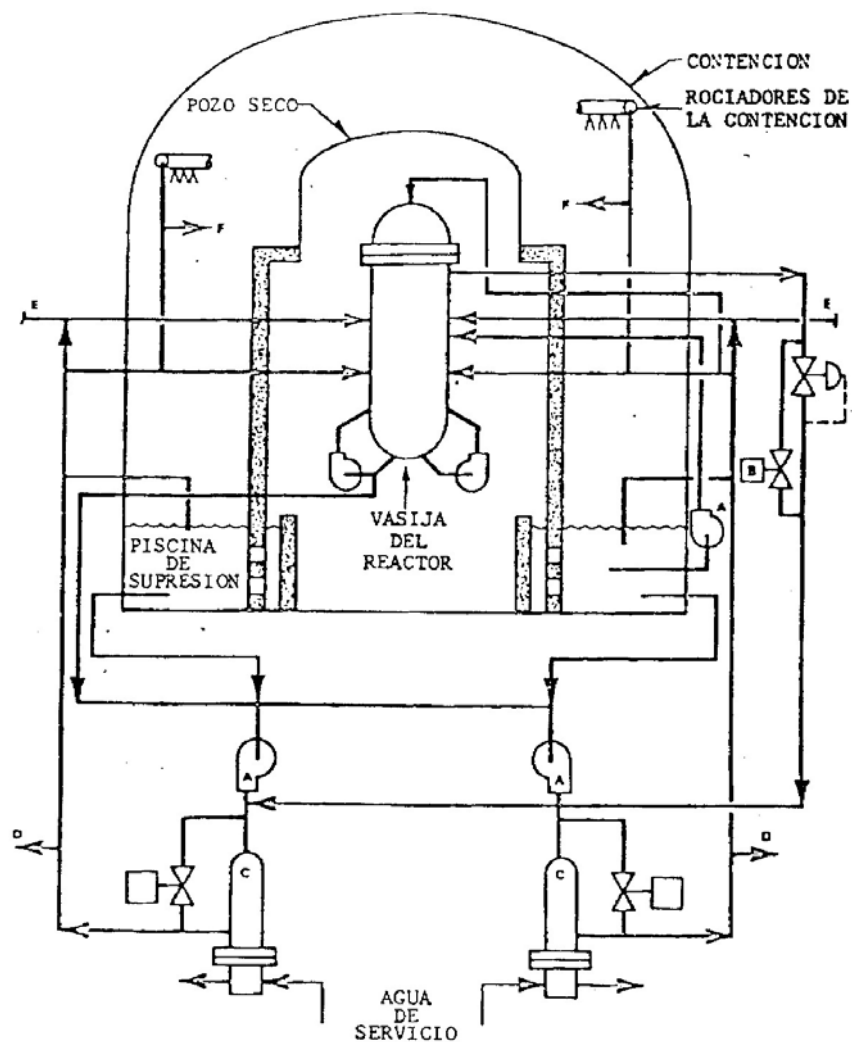 CONTENCION
ROCIADORES DE
LA CONTENCION
POZO SECO
F
F
E
E
B
A
VASIJA
DEL
REACTOR
PISCINA
DE
SUPRESION
A
A
D
D
C
C
AGUA
DE
SERVICIO